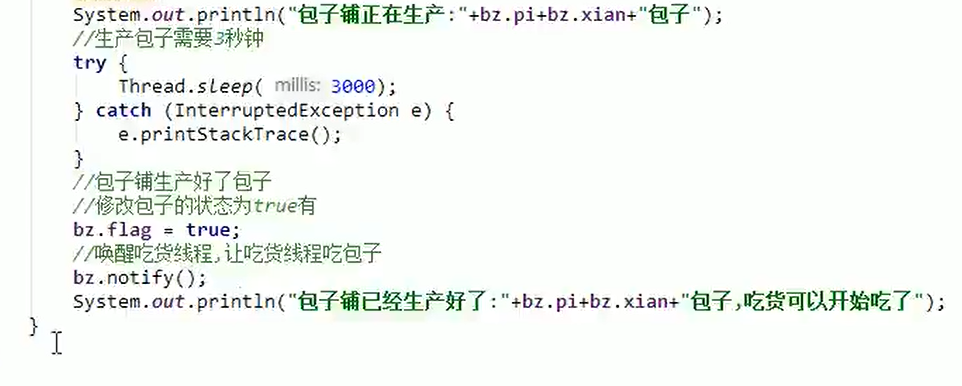 System.out.println("包子铺正在生产:"+bz.pi+bz.xian+"包子");
//生产包子需要3秒钟
try {
Thread.sleep( millis: 3000);
} catch (InterruptedException e) {
e.printStackTrace();
}
//包子铺生产好了包子
//修改包子的状态为true有
bz.flag = true;
//唤醒吃货线程,让吃货线程吃包子
bz.notify();
System.out.println("包子铺已经生产好了:"+bz.pi+bz.xian+"包子,吃货可以开始吃了");
}